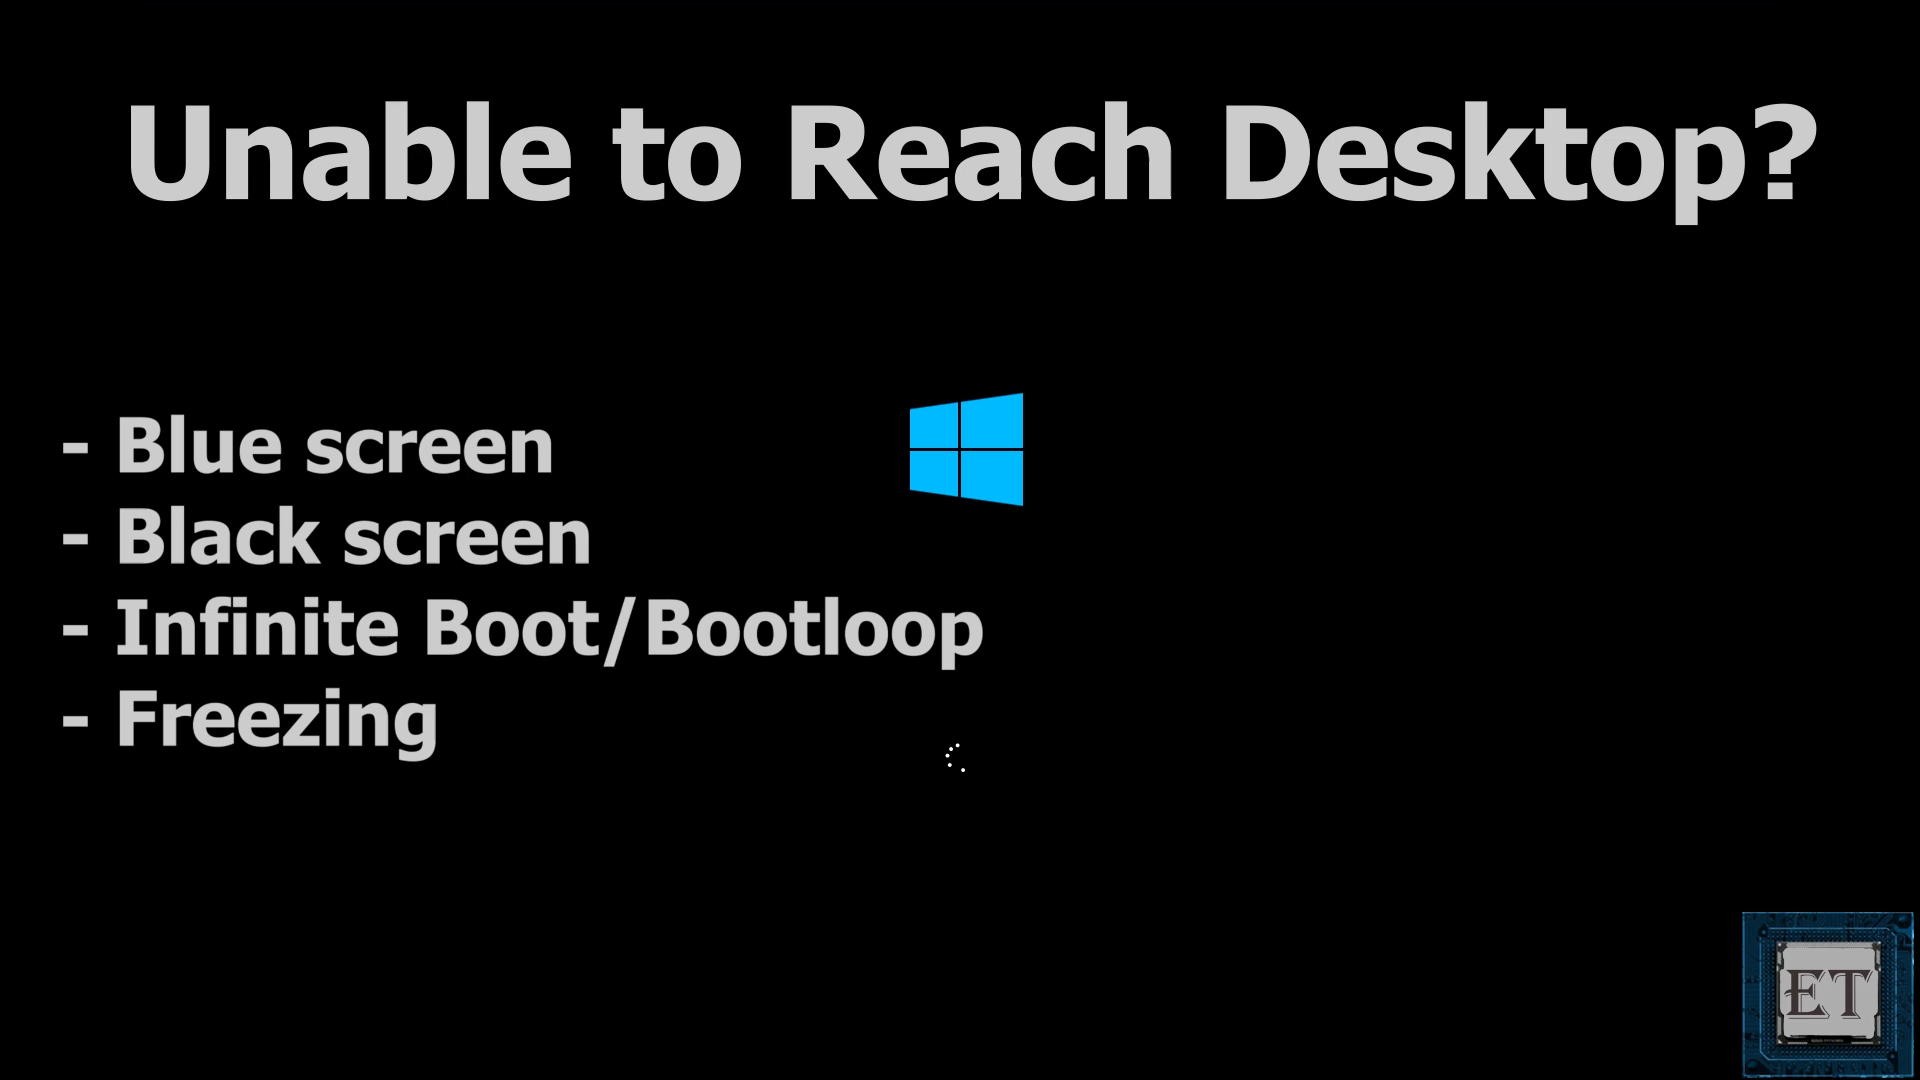 Unable to Reach Desktop?
- Blue screen
- Black screen
- Infinite Boot/Bootloop
- Freezing
ET